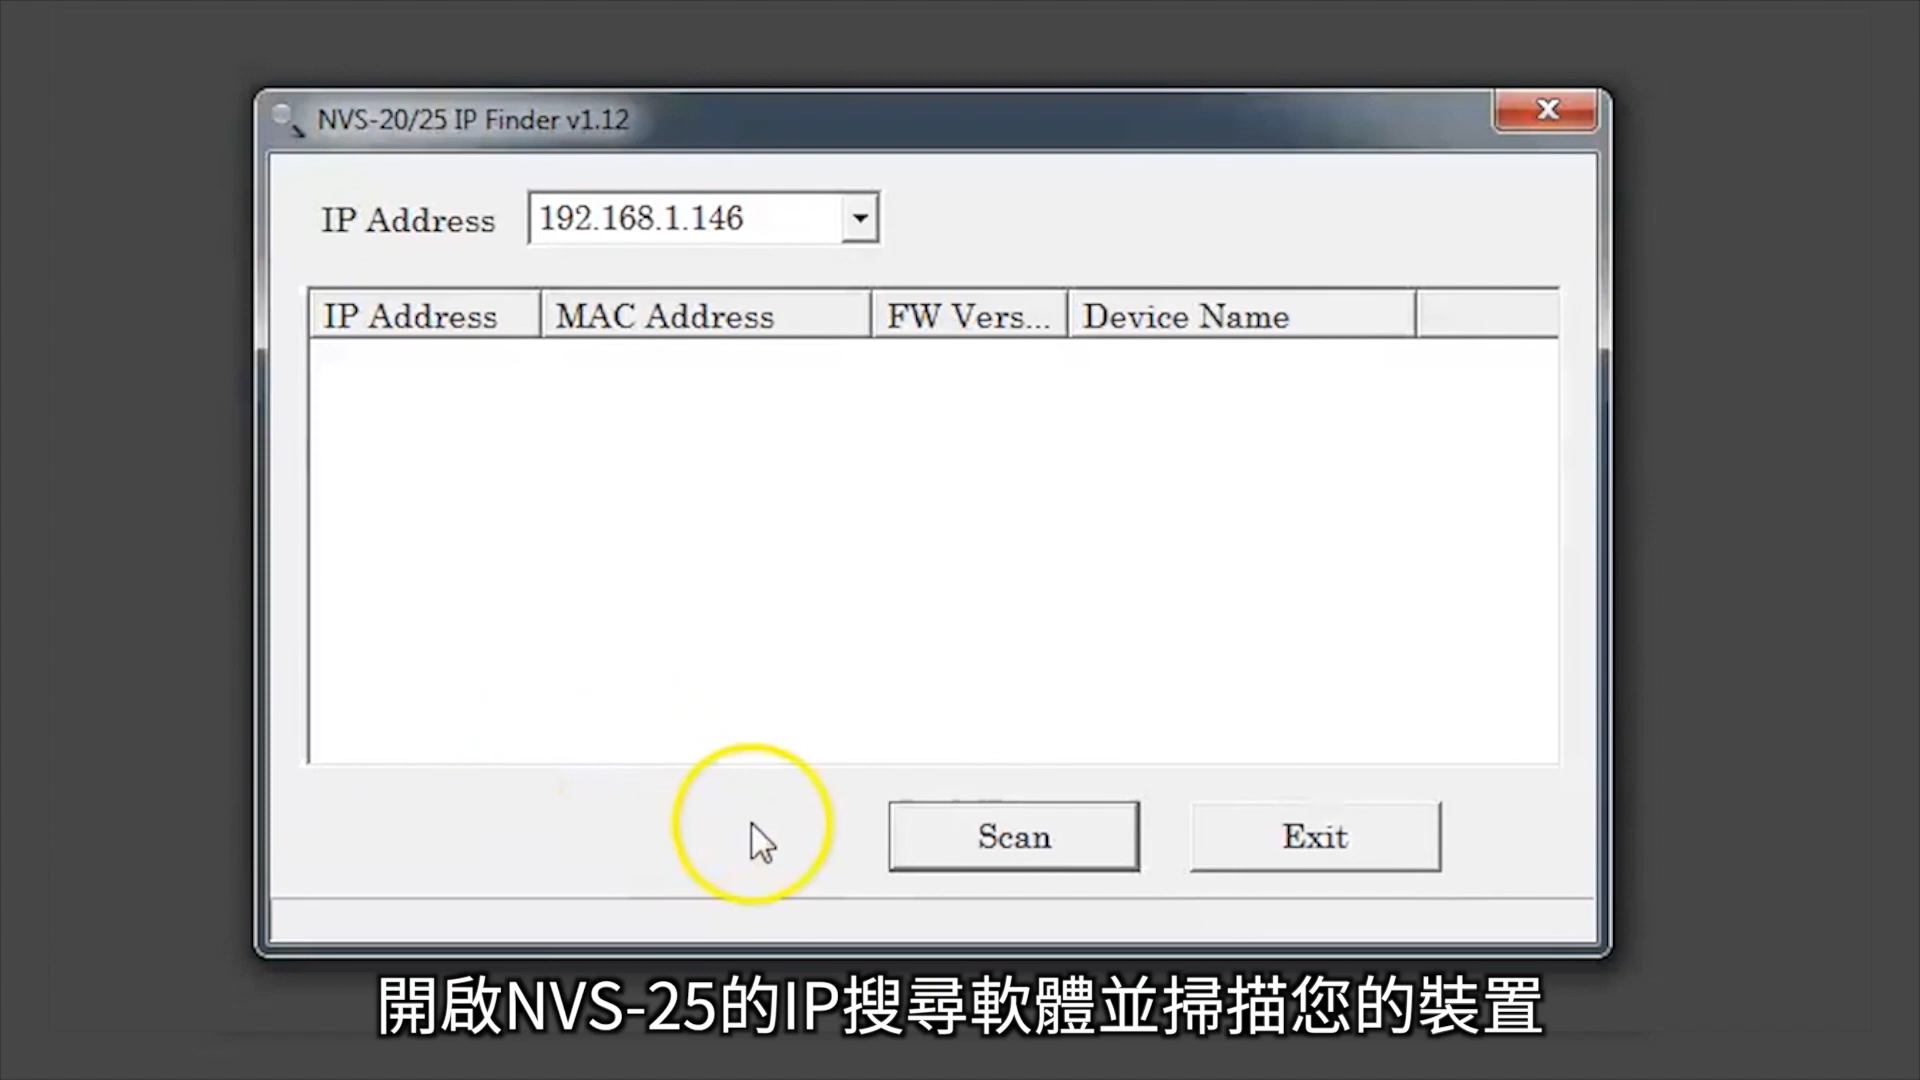 NVS-20/25 IP Finder v1.12
IP Address 192.168.1.146
IP Address MAC Address FW Vers... Device Name
Scan Exit
開啟NVS-25的IP搜尋軟體並掃描您的裝置